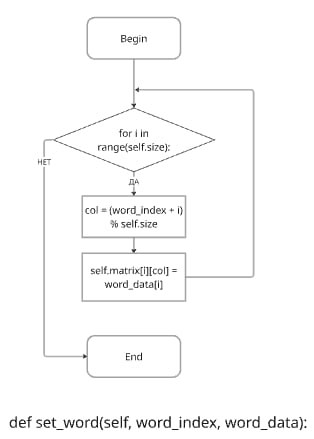 Begin
for i in
range(self.size):
НЕТ
ДА
col = (word_index + i)
% self.size
self.matrix[i][col] =
word_data[i]
End
def set_word(self, word_index, word_data):